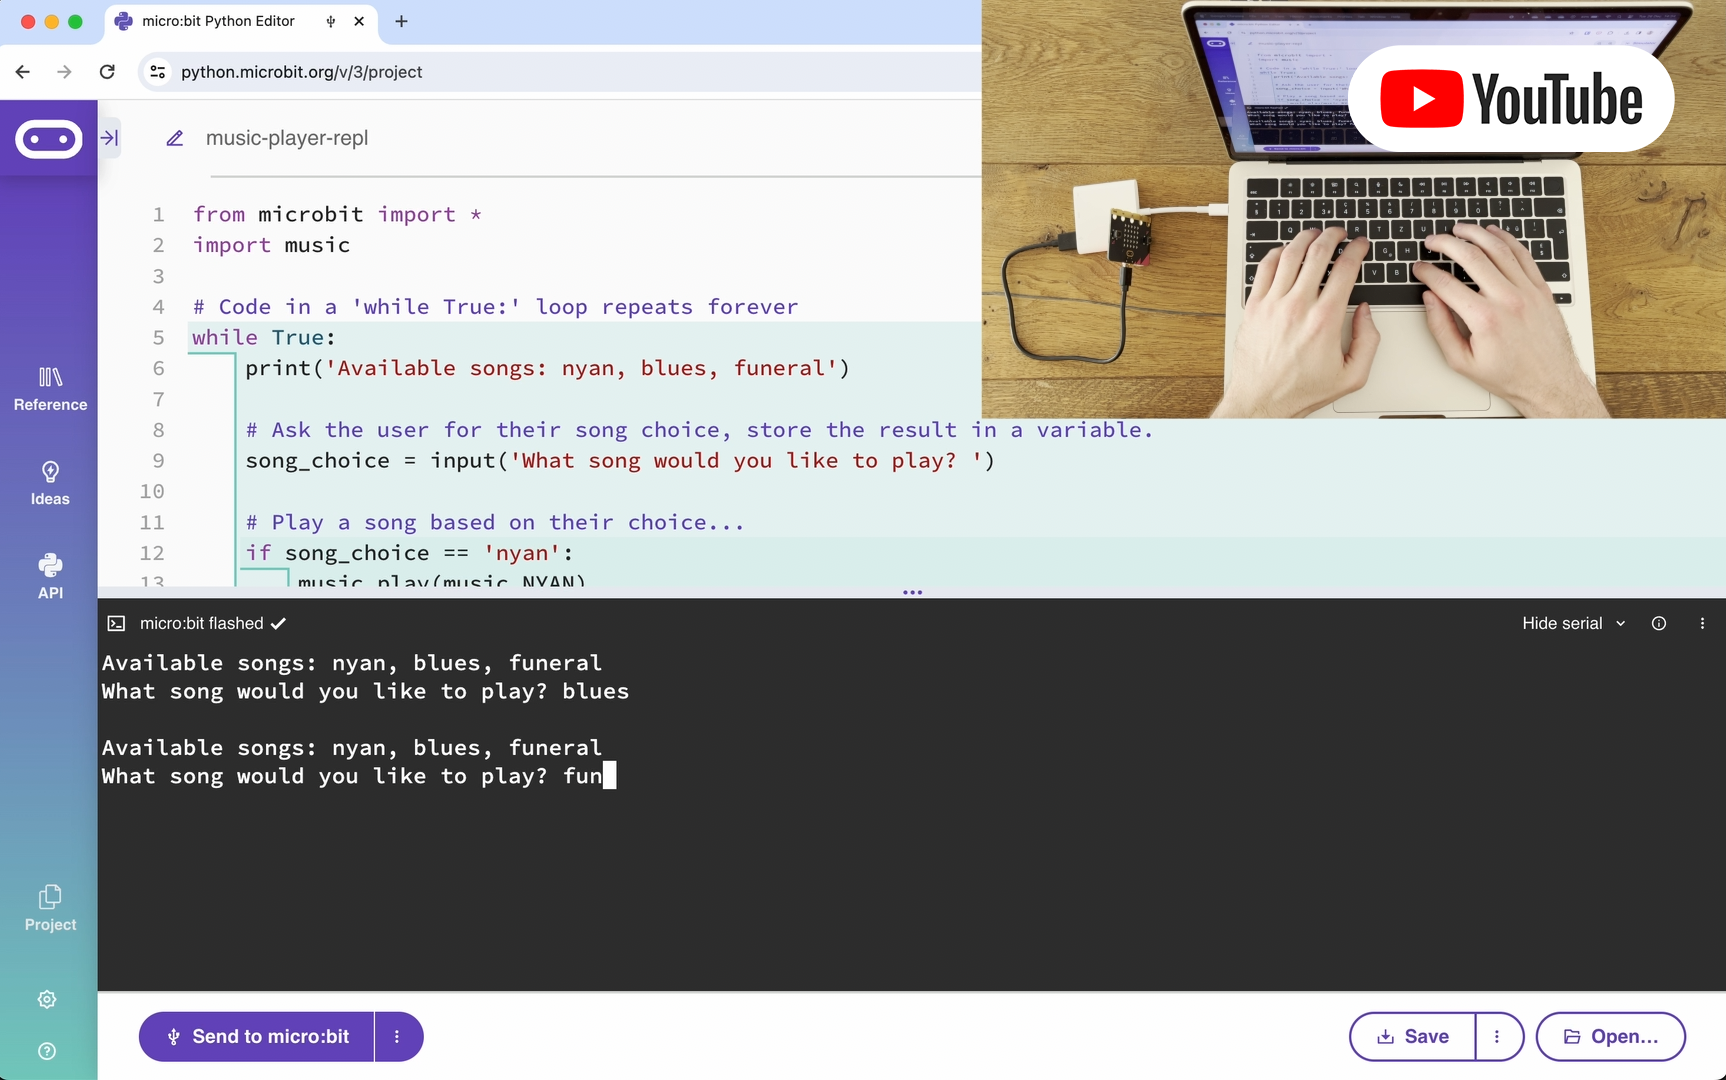 micro:bit Python Editor
python.microbit.org/v/3/project
YouTube
music-player-repl
1 from microbit import *
2 import music
3
4 # Code in a 'while True:' loop repeats forever
5 while True:
6 print('Available songs: nyan, blues, funeral')
7
8 # Ask the user for their song choice, store the result in a variable.
9 song_choice = input('What song would you like to play? ')
10
11 # Play a song based on their choice...
12 if song_choice == 'nyan':
13 music.play(music.NYAN)
Reference
Ideas
API
Project
micro:bit flashed
Hide serial
Available songs: nyan, blues, funeral
What song would you like to play? blues
Available songs: nyan, blues, funeral
What song would you like to play? fun
Send to micro:bit
Save
Open...